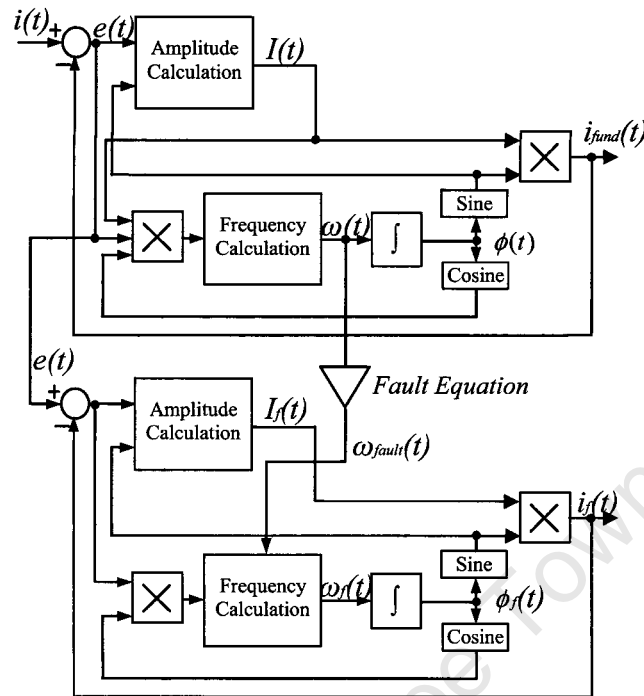 i(t) + e(t)
−
Amplitude
Calculation
I(t)
×
i_fund(t)
Sine
×
Frequency
Calculation
ω(t)
∫
ϕ(t)
Cosine
e(t)
+
−
Fault Equation
Amplitude
Calculation
I_f(t)
ω_fault(t)
×
i_f(t)
Sine
×
Frequency
Calculation
ω_f(t)
∫
ϕ_f(t)
Cosine
e Town